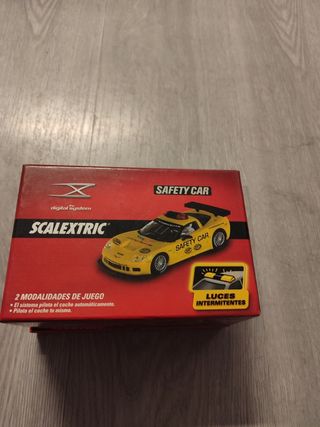 SAFETY CAR
digital system
SCALEXTRIC
SAFETY CAR
2 MODALIDADES DE JUEGO
• El sistema pilota el coche automáticamente.
• Pilota el coche tu mismo.
LUCES
INTERMITENTES